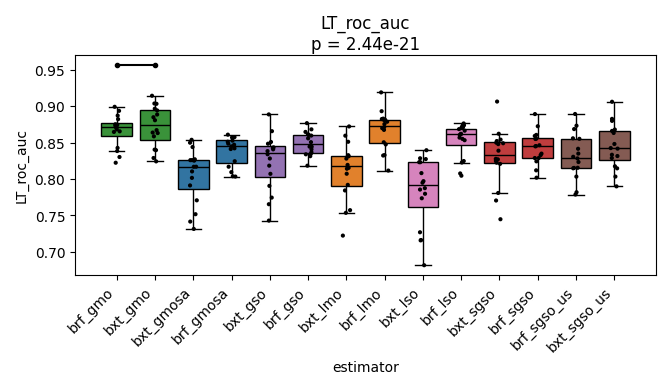 LT_roc_auc
p = 2.44e-21
LT_roc_auc
0.95
0.90
0.85
0.80
0.75
0.70
brf_gmo
bxt_gmo
bxt_gmosa
brf_gmosa
bxt_gso
brf_gso
bxt_lmo
brf_lmo
bxt_lso
brf_lso
bxt_sgso
brf_sgso
brf_sgso_us
bxt_sgso_us
estimator